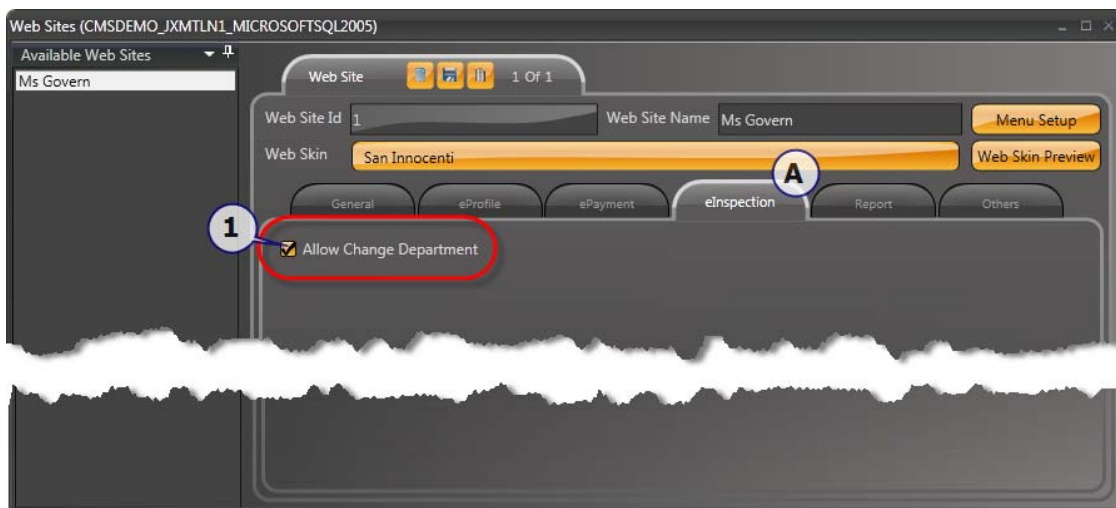 Web Sites (CMSDEMO_JXMTLN1_MICROSOFTSQL2005)
Available Web Sites
Ms Govern
Web Site 1 Of 1
Web Site Id 1 Web Site Name Ms Govern Menu Setup
Web Skin San Innocenti Web Skin Preview
A
General eProfile ePayment eInspection Report Others
1
Allow Change Department